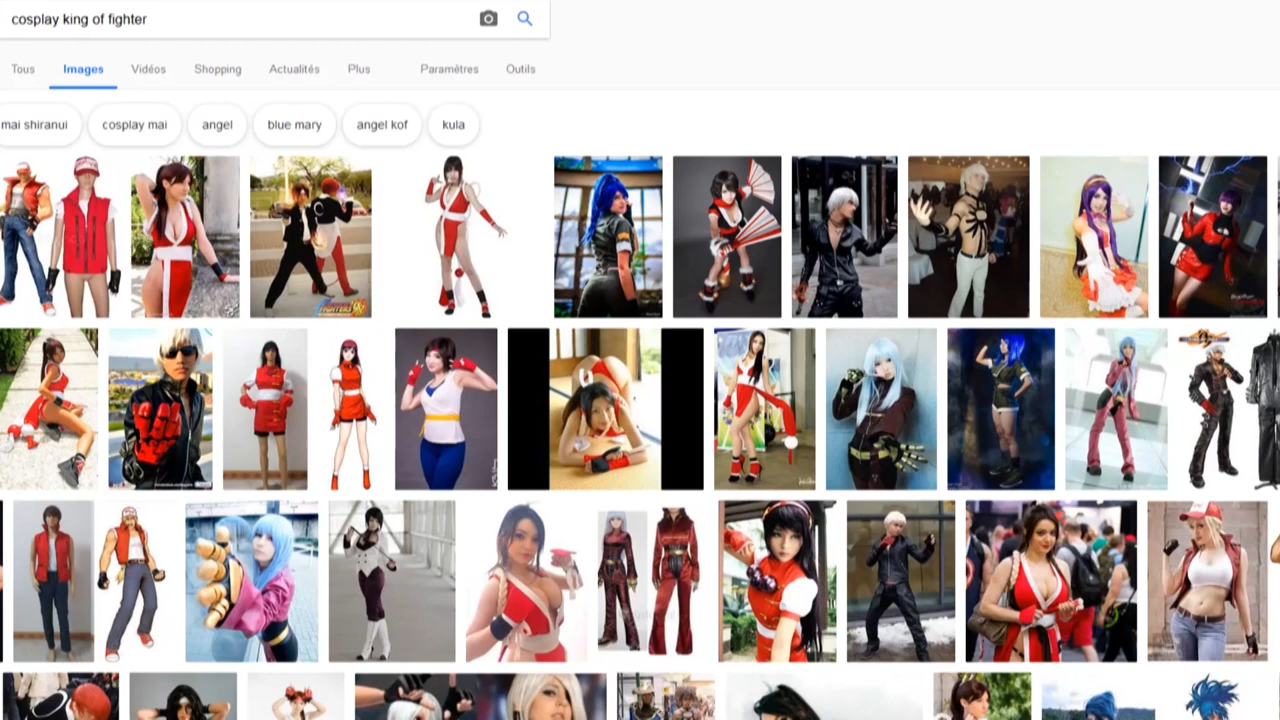 cosplay king of fighter
Tous Images Vidéos Shopping Actualités Plus Paramètres Outils
mai shiranui cosplay mai angel blue mary angel kof kula